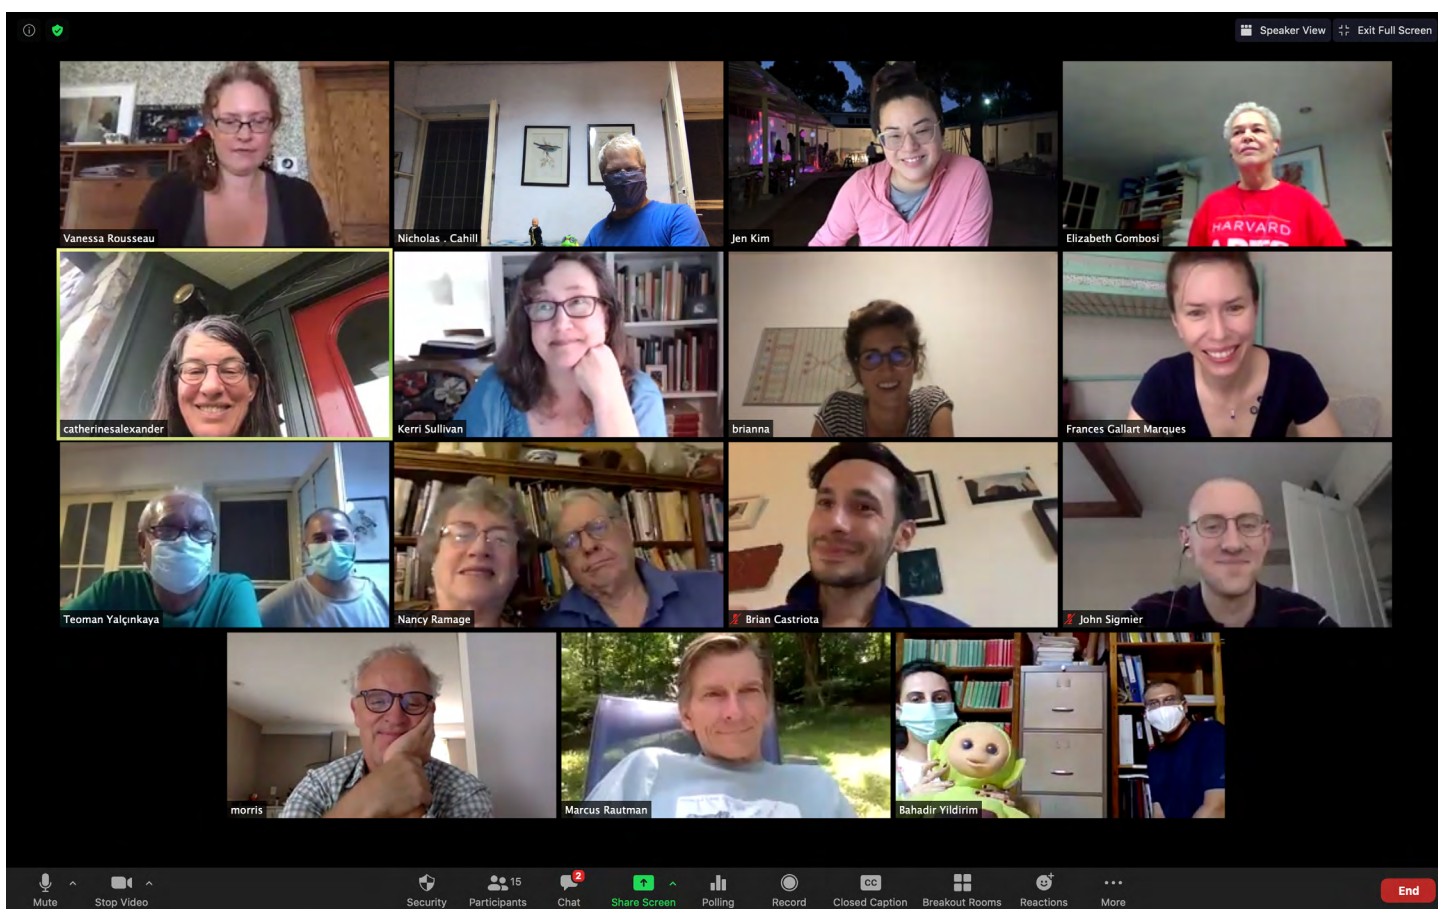 Speaker View
Exit Full Screen
Vanessa Rousseau
Nicholas . Cahill
Jen Kim
HARVARD
Elizabeth Gombosi
catherinesalexander
Kerri Sullivan
brianna
Frances Gallart Marques
Teoman Yalçınkaya
Nancy Ramage
Brian Castriota
John Sigmier
morris
Marcus Rautman
Bahadir Yildirim
Mute
Stop Video
Security
Participants
15
Chat
2
Share Screen
Polling
Record
CC
Closed Caption
Breakout Rooms
Reactions
More
End